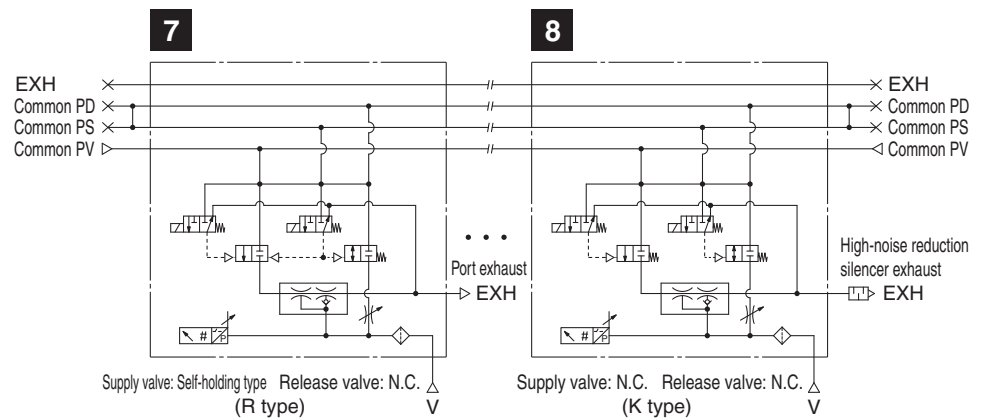 7
8
EXH
Common PD
Common PS
Common PV
EXH
Common PD
Common PS
Common PV
• • •
Port exhaust
EXH
High-noise reduction
silencer exhaust
EXH
# P
# P
Supply valve: Self-holding type Release valve: N.C.
(R type)
V
Supply valve: N.C. Release valve: N.C.
(K type)
V